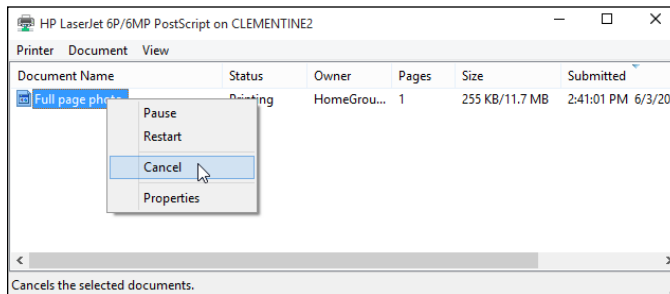 HP LaserJet 6P/6MP PostScript on CLEMENTINE2
Printer Document View
Document Name Status Owner Pages Size Submitted
Full page photo Printing HomeGrou... 1 255 KB/11.7 MB 2:41:01 PM 6/3/20
Pause
Restart
Cancel
Properties
Cancels the selected documents.